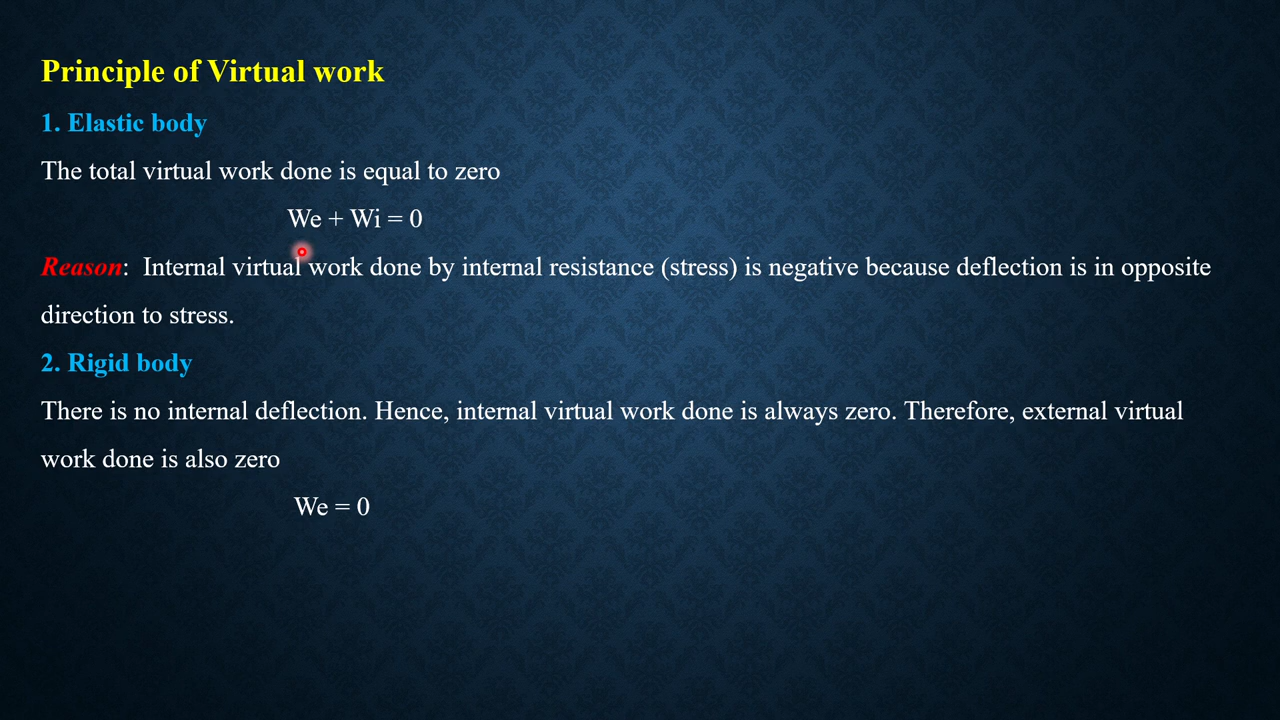 Principle of Virtual work
1. Elastic body
The total virtual work done is equal to zero
We + Wi = 0
Reason: Internal virtual work done by internal resistance (stress) is negative because deflection is in opposite
direction to stress.
2. Rigid body
There is no internal deflection. Hence, internal virtual work done is always zero. Therefore, external virtual
work done is also zero
We = 0